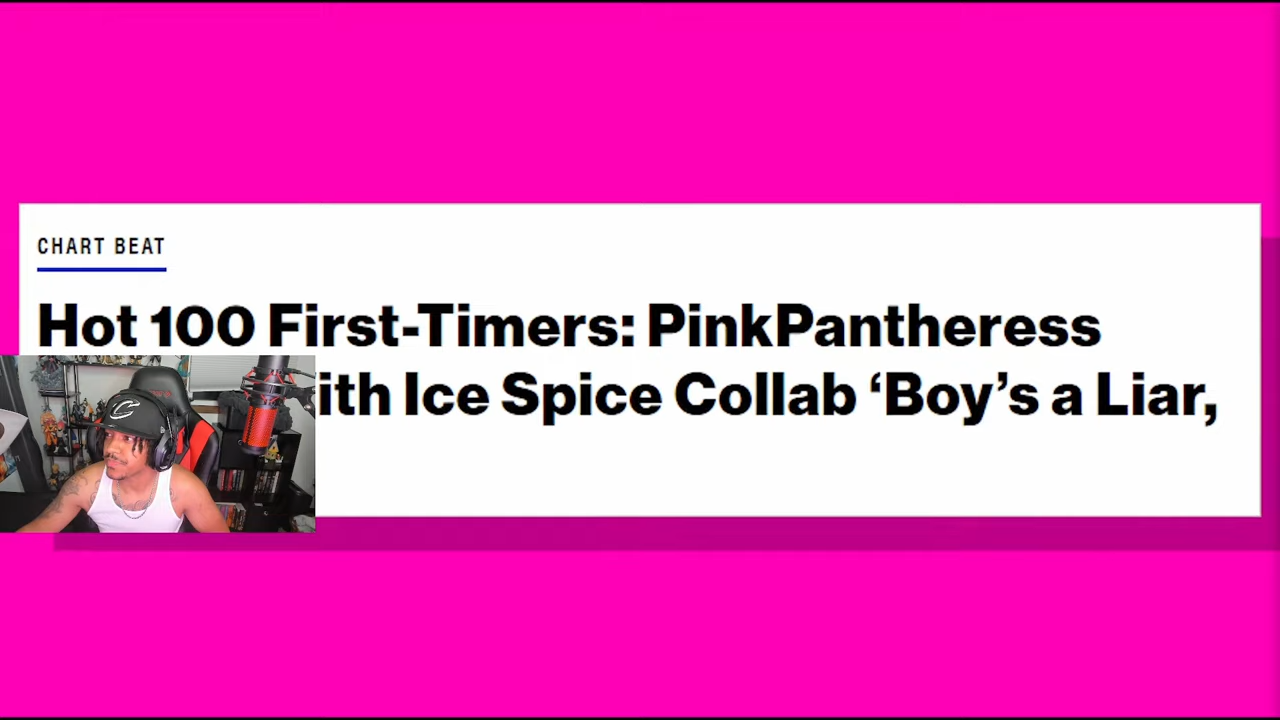 CHART BEAT
Hot 100 First-Timers: PinkPantheress
ith Ice Spice Collab ‘Boy’s a Liar,